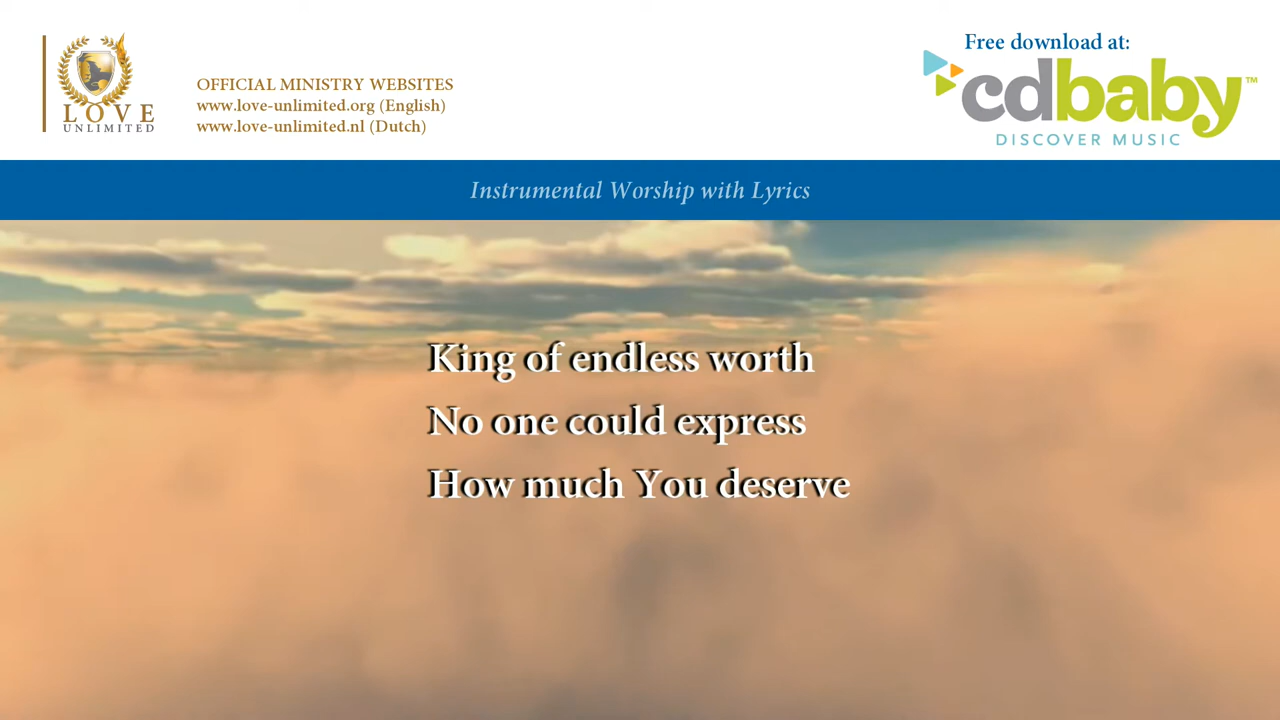 LOVE
UNLIMITED
OFFICIAL MINISTRY WEBSITES
www.love-unlimited.org (English)
www.love-unlimited.nl (Dutch)
Free download at:
cdbaby™
DISCOVER MUSIC
Instrumental Worship with Lyrics
King of endless worth
No one could express
How much You deserve